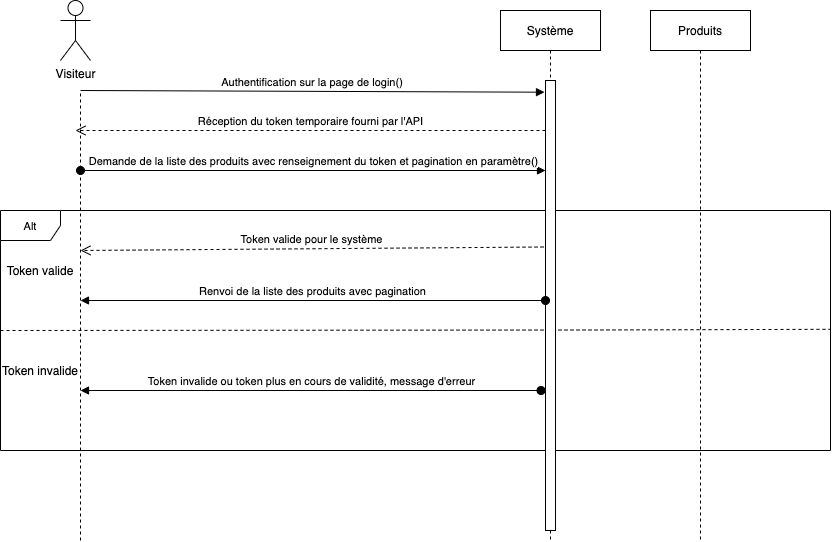 Visiteur
Système
Produits
Authentification sur la page de login()
Réception du token temporaire fourni par l'API
Demande de la liste des produits avec renseignement du token et pagination en paramètre()
Alt
Token valide pour le système
Token valide
Renvoi de la liste des produits avec pagination
Token invalide
Token invalide ou token plus en cours de validité, message d'erreur